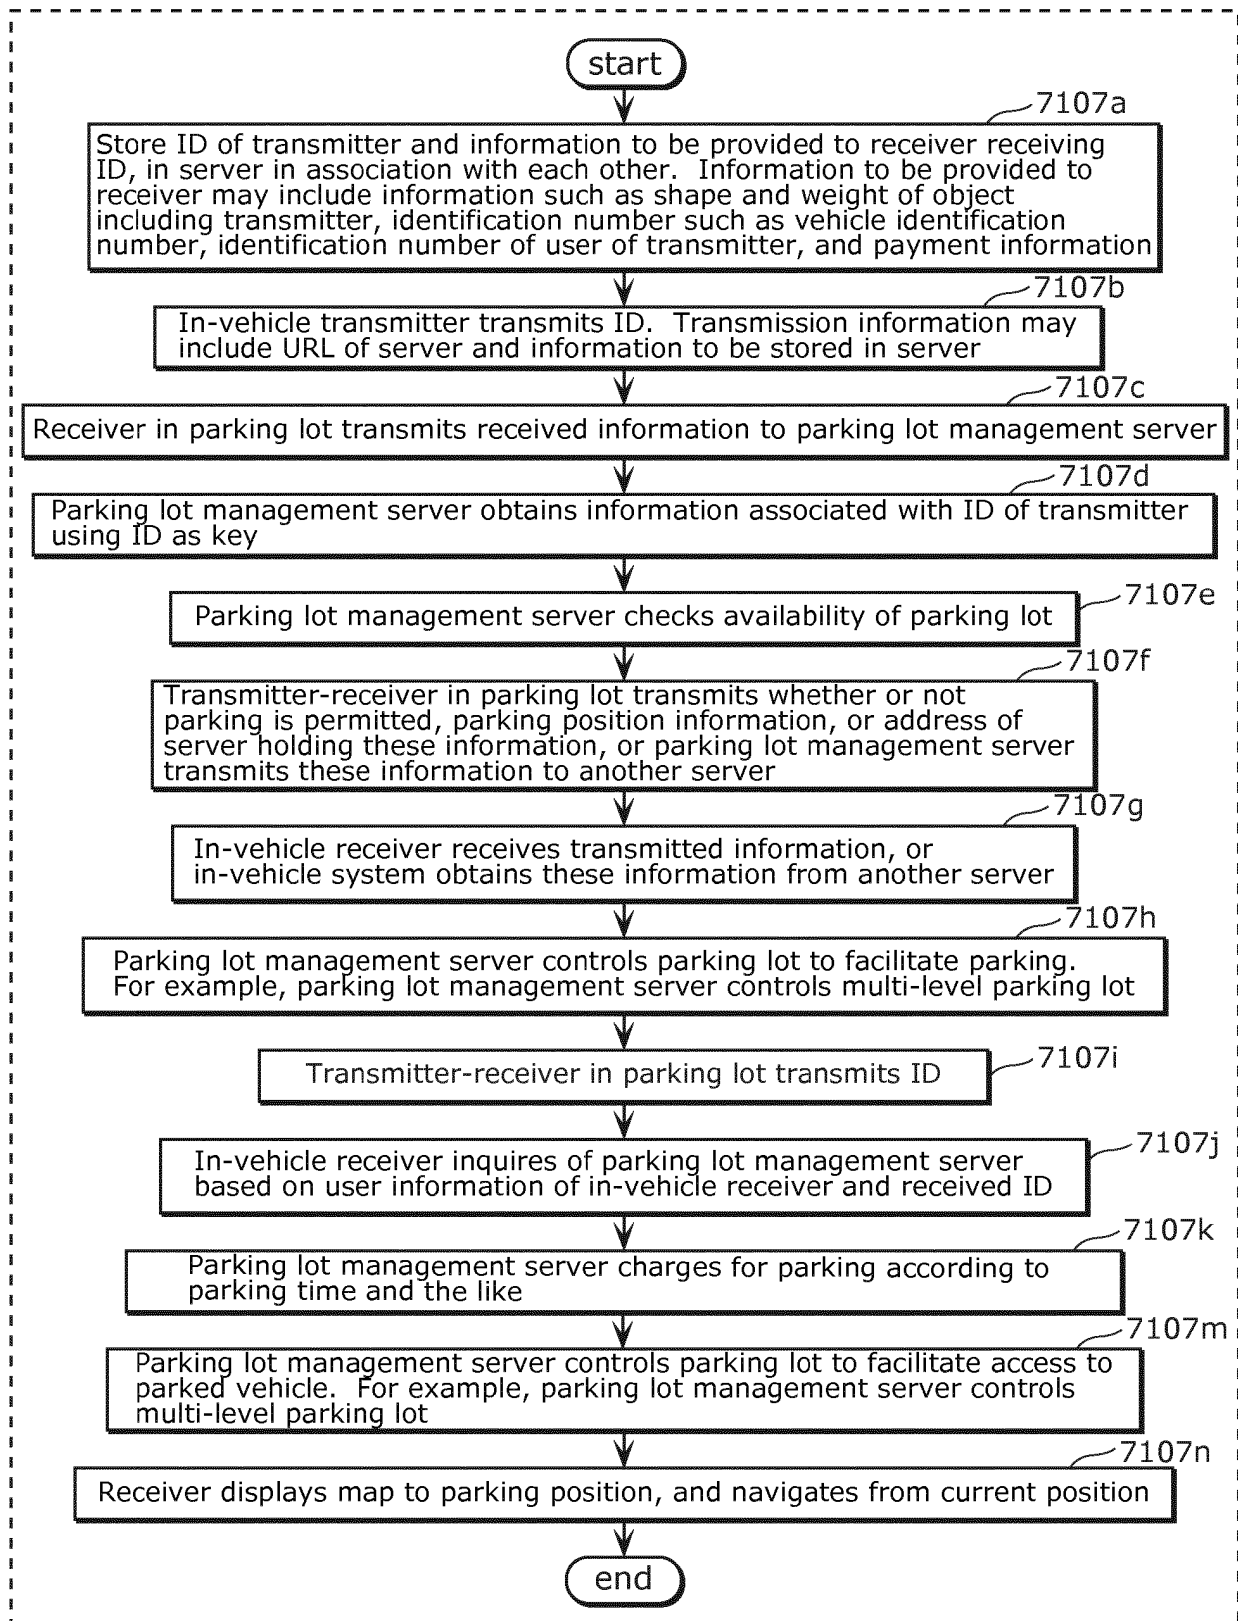 start
7107a
Store ID of transmitter and information to be provided to receiver receiving
ID, in server in association with each other. Information to be provided to
receiver may include information such as shape and weight of object
including transmitter, identification number such as vehicle identification
number, identification number of user of transmitter, and payment information
7107b
In-vehicle transmitter transmits ID. Transmission information may
include URL of server and information to be stored in server
7107c
Receiver in parking lot transmits received information to parking lot management server
7107d
Parking lot management server obtains information associated with ID of transmitter
using ID as key
7107e
Parking lot management server checks availability of parking lot
7107f
Transmitter-receiver in parking lot transmits whether or not
parking is permitted, parking position information, or address of
server holding these information, or parking lot management server
transmits these information to another server
7107g
In-vehicle receiver receives transmitted information, or
in-vehicle system obtains these information from another server
7107h
Parking lot management server controls parking lot to facilitate parking.
For example, parking lot management server controls multi-level parking lot
7107i
Transmitter-receiver in parking lot transmits ID
7107j
In-vehicle receiver inquires of parking lot management server
based on user information of in-vehicle receiver and received ID
7107k
Parking lot management server charges for parking according to
parking time and the like
7107m
Parking lot management server controls parking lot to facilitate access to
parked vehicle. For example, parking lot management server controls
multi-level parking lot
7107n
Receiver displays map to parking position, and navigates from current position
end